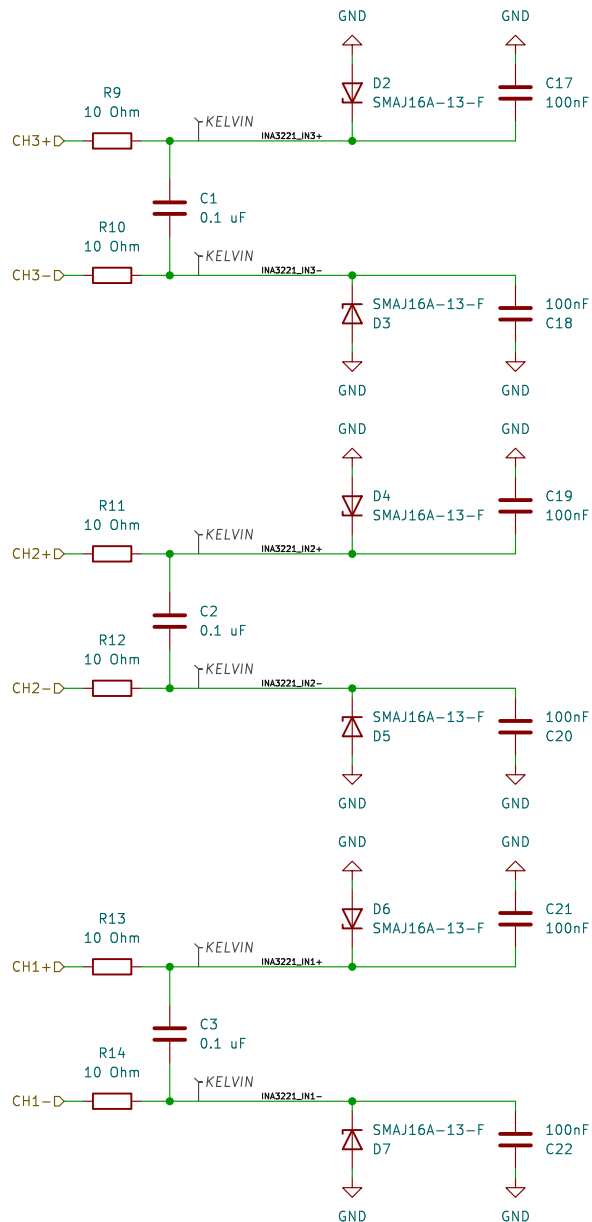 GND
GND
D2
SMAJ16A-13-F
C17
100nF
R9
10 Ohm
CH3+
KELVIN
INA3221_IN3+
C1
0.1 uF
R10
10 Ohm
CH3-
KELVIN
INA3221_IN3-
SMAJ16A-13-F
D3
100nF
C18
GND
GND
GND
GND
D4
SMAJ16A-13-F
C19
100nF
R11
10 Ohm
CH2+
KELVIN
INA3221_IN2+
C2
0.1 uF
R12
10 Ohm
CH2-
KELVIN
INA3221_IN2-
SMAJ16A-13-F
D5
100nF
C20
GND
GND
GND
GND
D6
SMAJ16A-13-F
C21
100nF
R13
10 Ohm
CH1+
KELVIN
INA3221_IN1+
C3
0.1 uF
R14
10 Ohm
CH1-
KELVIN
INA3221_IN1-
SMAJ16A-13-F
D7
100nF
C22
GND
GND